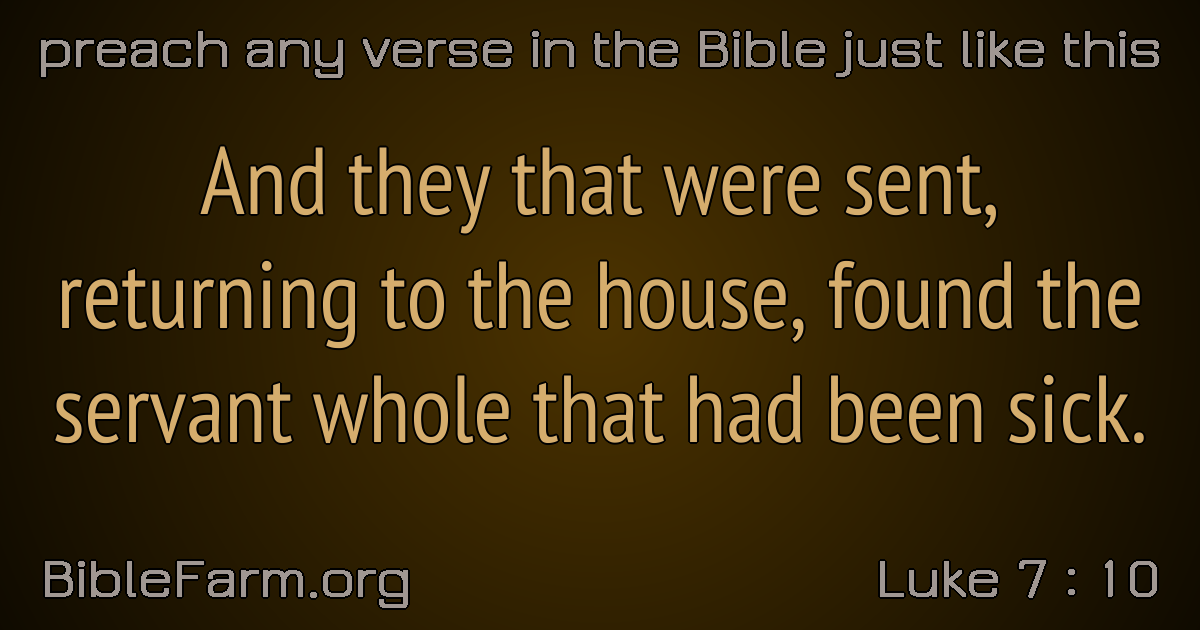 preach any verse in the Bible just like this
And they that were sent,
returning to the house, found the
servant whole that had been sick.
BibleFarm.org
Luke 7 : 10